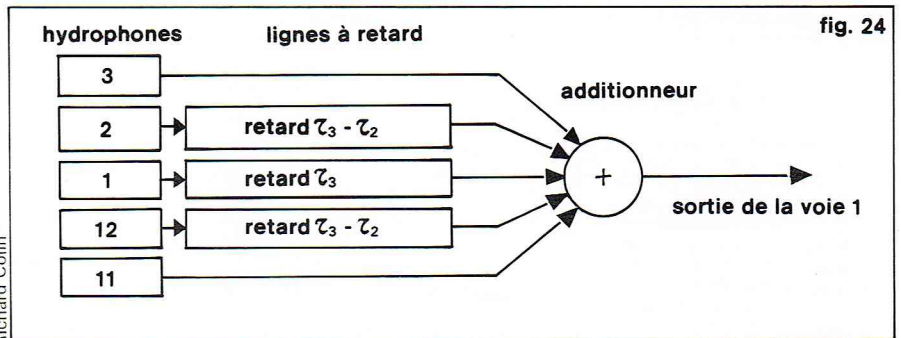 fig. 24
hydrophones
lignes à retard
3
additionneur
2
retard τ₃ - τ₂
1
retard τ₃
+
sortie de la voie 1
12
retard τ₃ - τ₂
11